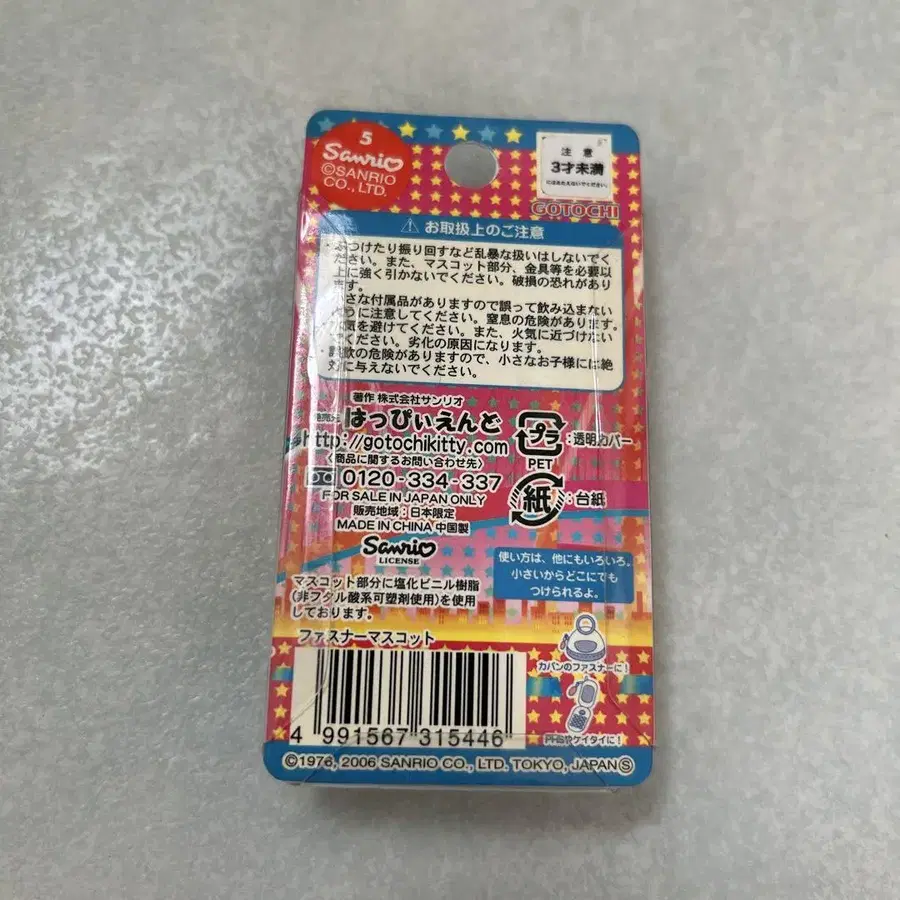 5
Sanrio
©SANRIO
CO., LTD.
注意
3才未満
GOTOCHI
⚠ お取扱上のご注意
・ぶつけたり振り回すなど乱暴な扱いはしないでく
ださい。また、マスコット部分、金具等を必要以
上に強く引かないでください。破損の恐れがあり
ます。
小さな付属品がありますので誤って飲み込まない
ように注意してください。窒息の危険があります。
湿気を避けてください。また、火気に近づけない
でください。劣化の原因になります。
・誤飲の危険がありますので、小さなお子様には絶
対に与えないでください。
著作 株式会社サンリオ
発売元 はっぴぃえんど
http://gotochikitty.com
〈商品に関するお問い合わせ先〉
0120-334-337
FOR SALE IN JAPAN ONLY
販売地域：日本限定
MADE IN CHINA 中国製
Sanrio
LICENSE
プラ
:透明カバー
PET
紙
:台紙
マスコット部分に塩化ビニル樹脂
(非フタル酸系可塑剤使用)を使用
しております。
使い方は、他にもいろいろ。
小さいからどこにでも
つけられるよ。
ファスナーマスコット
カバンのファスナーに！
PHSやケイタイに！
4 991567 315446
©1976, 2006 SANRIO CO., LTD. TOKYO, JAPAN Ⓢ